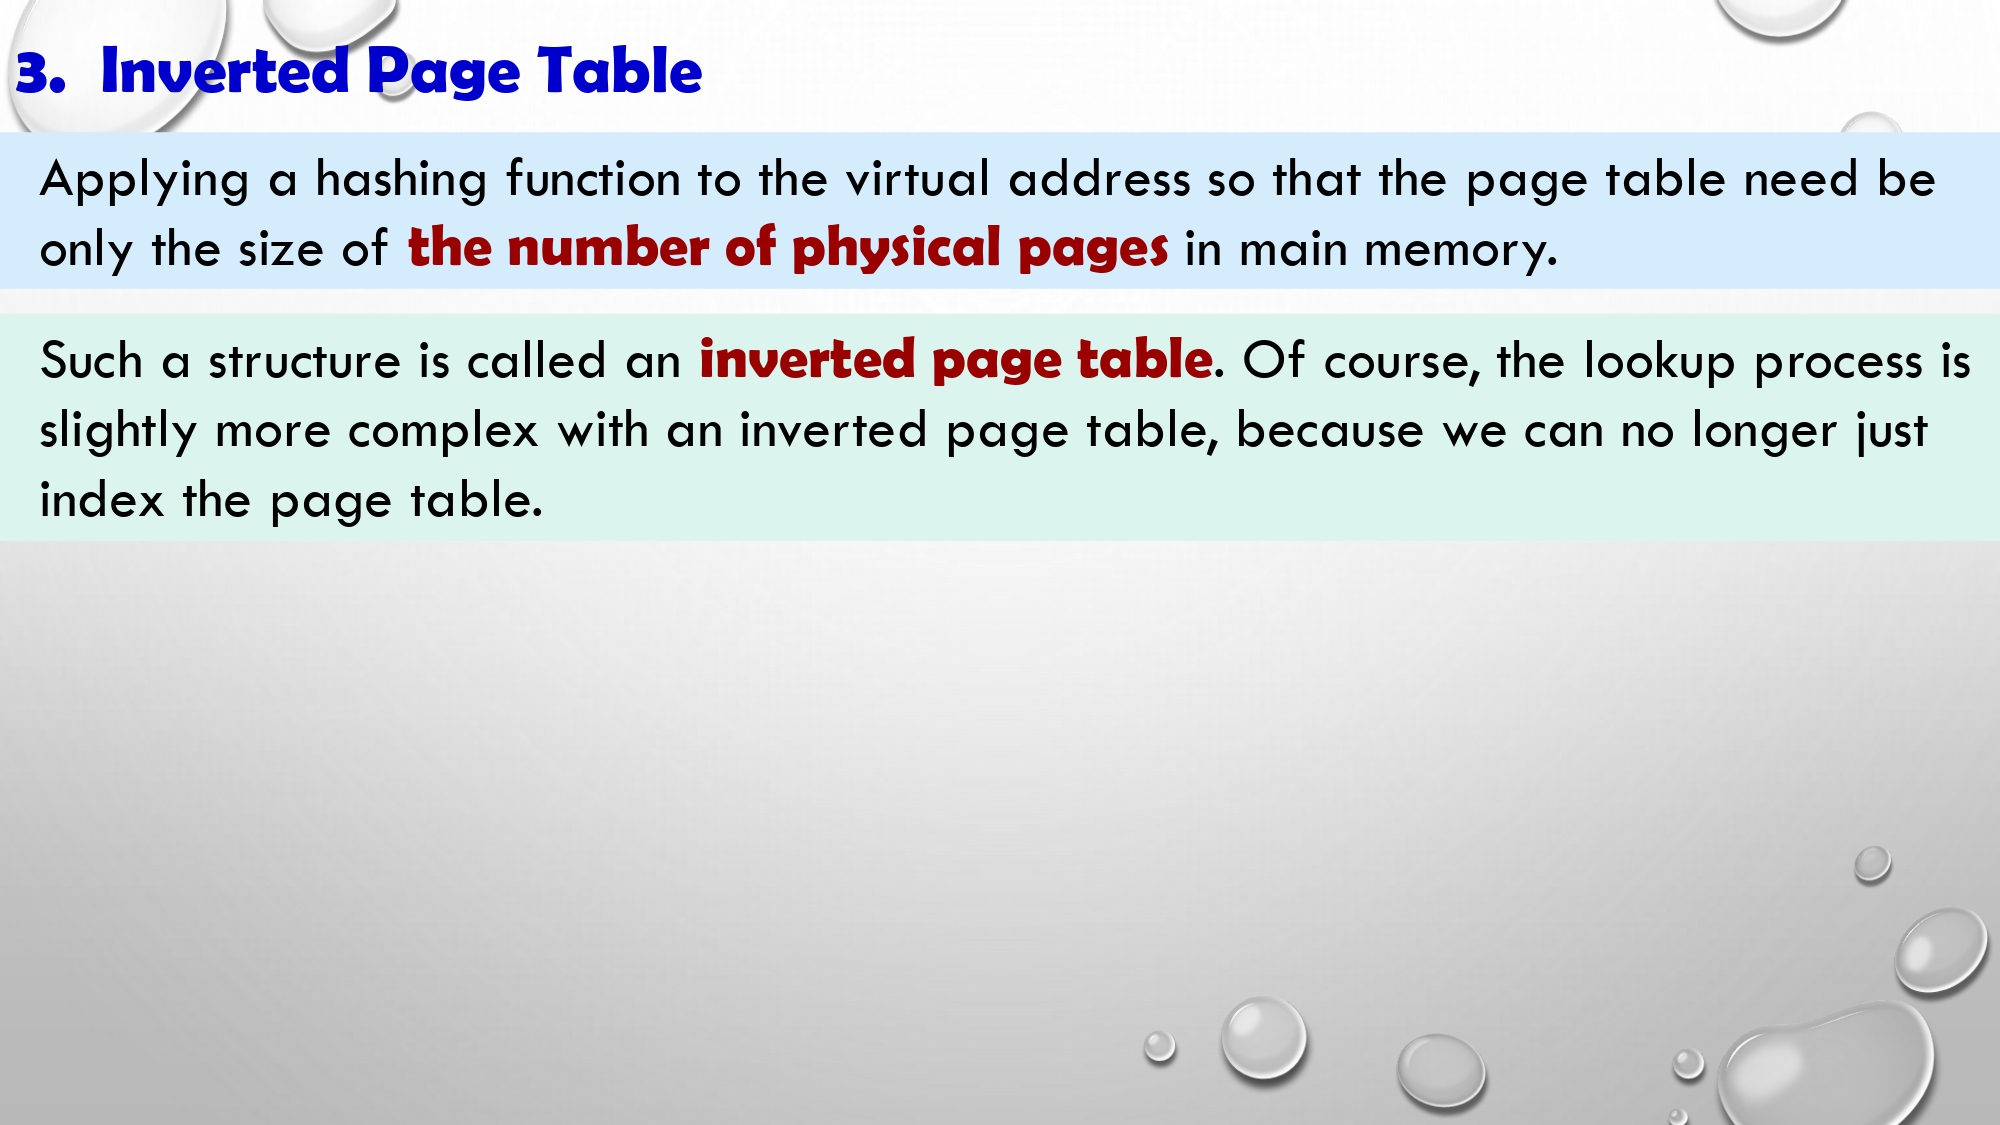 3. Inverted Page Table
Applying a hashing function to the virtual address so that the page table need be
only the size of the number of physical pages in main memory.
Such a structure is called an inverted page table. Of course, the lookup process is
slightly more complex with an inverted page table, because we can no longer just
index the page table.